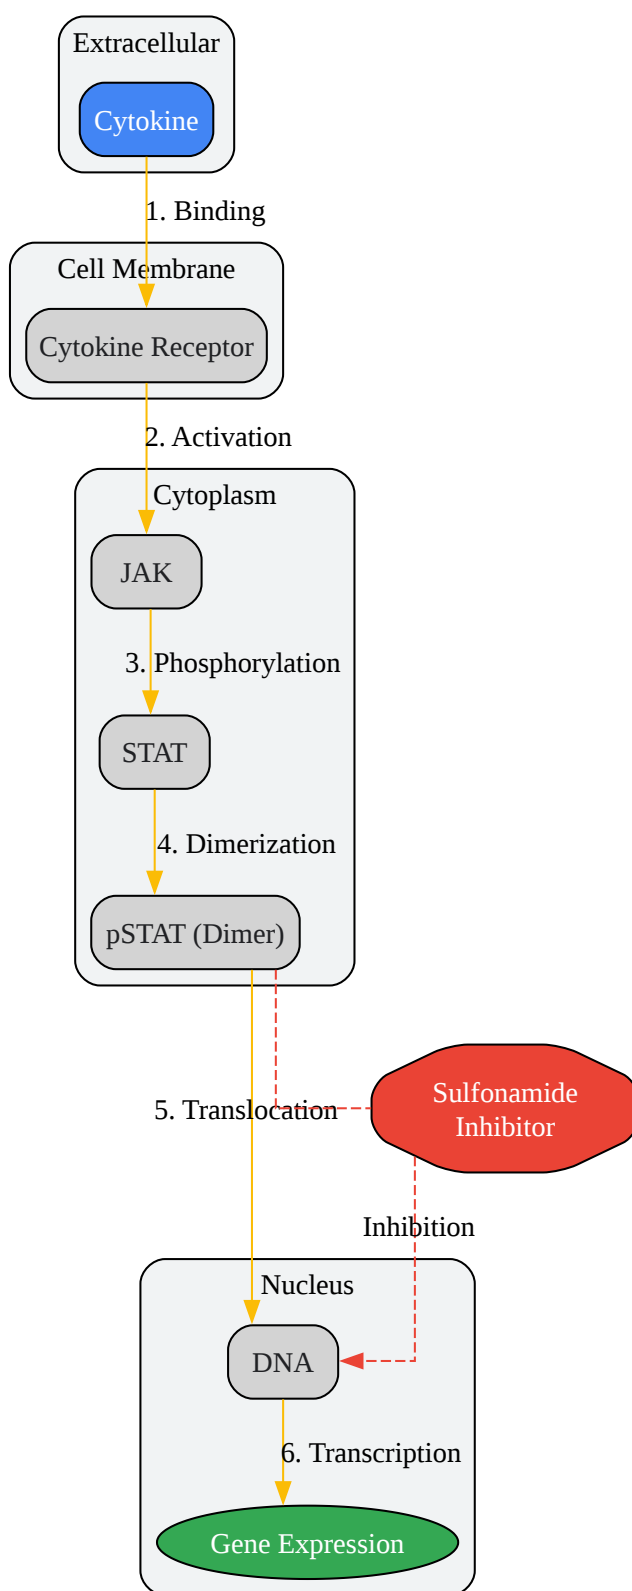 Extracellular
Cytokine
1. Binding
Cell Membrane
Cytokine Receptor
2. Activation
Cytoplasm
JAK
3. Phosphorylation
STAT
4. Dimerization
pSTAT (Dimer)
Sulfonamide
Inhibitor
5. Translocation
Inhibition
Nucleus
DNA
6. Transcription
Gene Expression